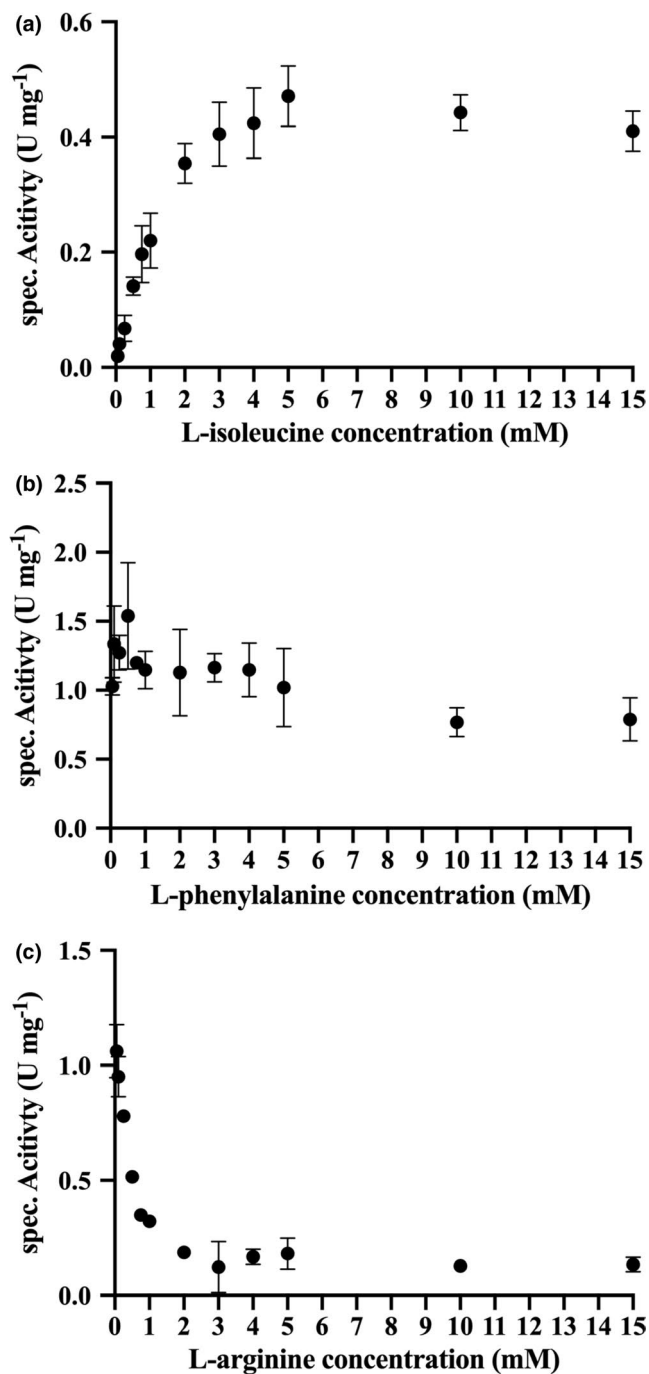 (a)
spec. Acitivty (U mg-1)
0.6
0.4
0.2
0.0
0 1 2 3 4 5 6 7 8 9 10 11 12 13 14 15
L-isoleucine concentration (mM)
(b)
spec. Acitivty (U mg-1)
2.5
2.0
1.5
1.0
0.5
0.0
0 1 2 3 4 5 6 7 8 9 10 11 12 13 14 15
L-phenylalanine concentration (mM)
(c)
spec. Acitivty (U mg-1)
1.5
1.0
0.5
0.0
0 1 2 3 4 5 6 7 8 9 10 11 12 13 14 15
L-arginine concentration (mM)